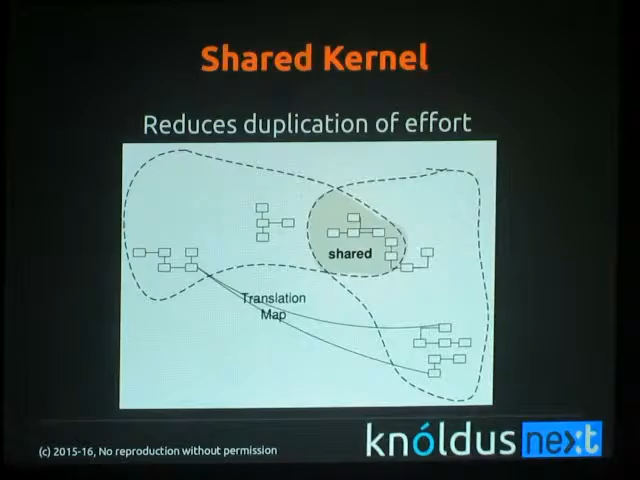 Shared Kernel
Reduces duplication of effort
shared
Translation
Map
(c) 2015-16, No reproduction without permission
knóldus next